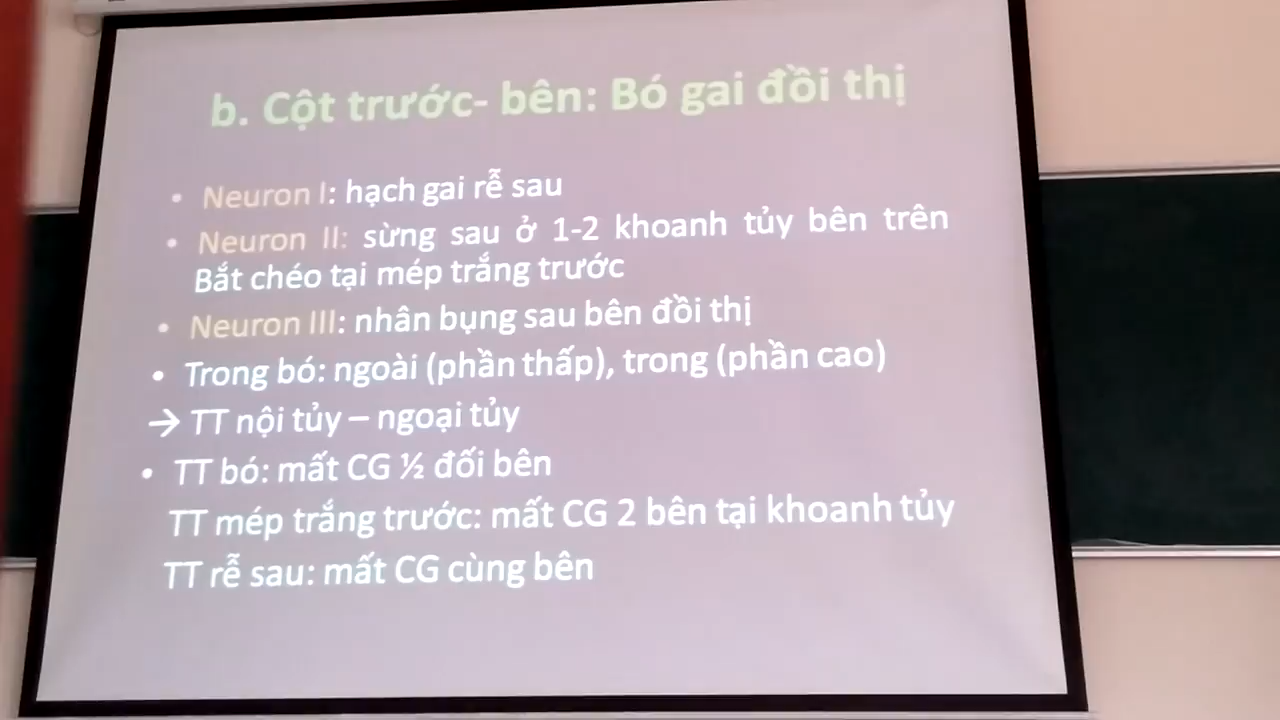 b. Cột trước- bên: Bó gai đồi thị
• Neuron I: hạch gai rễ sau
• Neuron II: sừng sau ở 1-2 khoanh tủy bên trên
Bắt chéo tại mép trắng trước
• Neuron III: nhân bụng sau bên đồi thị
• Trong bó: ngoài (phần thấp), trong (phần cao)
→ TT nội tủy – ngoại tủy
• TT bó: mất CG ½ đối bên
TT mép trắng trước: mất CG 2 bên tại khoanh tủy
TT rễ sau: mất CG cùng bên